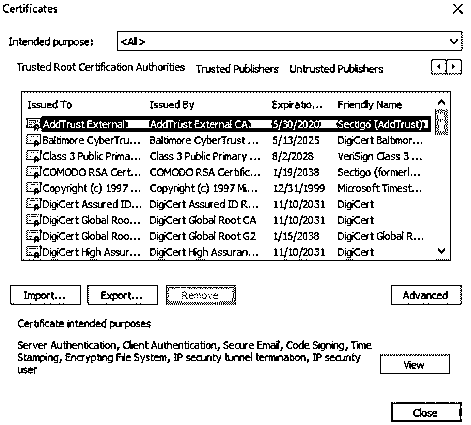 Certificates
Intended purpose: <All>
Trusted Root Certification Authorities Trusted Publishers Untrusted Publishers
Issued To Issued By Expiratio... Friendly Name
AddTrust External AddTrust External CA 5/30/2020 Sectigo (AddTrust)
Baltimore CyberTru... Baltimore CyberTrust ... 5/13/2025 DigiCert Baltimor...
Class 3 Public Prima... Class 3 Public Primary ... 8/2/2028 VeriSign Class 3 ...
COMODO RSA Cert... COMODO RSA Certific... 1/19/2038 Sectigo (formerl...
Copyright (c) 1997 ... Copyright (c) 1997 Mi... 12/31/1999 Microsoft Timest...
DigiCert Assured ID... DigiCert Assured ID R... 11/10/2031 DigiCert
DigiCert Global Roo... DigiCert Global Root CA 11/10/2031 DigiCert
DigiCert Global Roo... DigiCert Global Root G2 1/15/2038 DigiCert Global R...
DigiCert High Assur... DigiCert High Assuran... 11/10/2031 DigiCert
Import... Export... Remove Advanced
Certificate intended purposes
Server Authentication, Client Authentication, Secure Email, Code Signing, Time
Stamping, Encrypting File System, IP security tunnel termination, IP security
user
View
Close